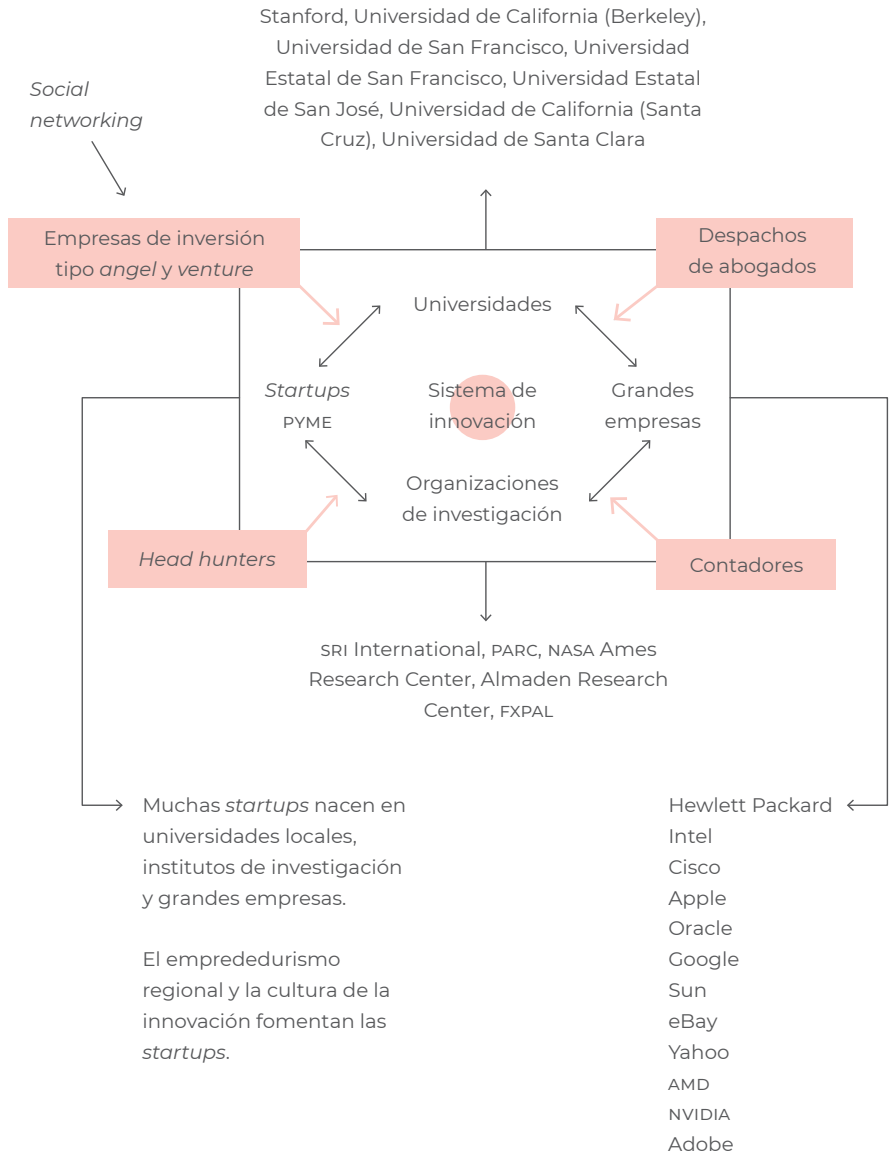 Stanford, Universidad de California (Berkeley),
Universidad de San Francisco, Universidad
Estatal de San Francisco, Universidad Estatal
de San José, Universidad de California (Santa
Cruz), Universidad de Santa Clara
Social
networking
Empresas de inversión
tipo angel y venture
Despachos
de abogados
Universidades
Startups
PYME
Sistema de
innovación
Grandes
empresas
Organizaciones
de investigación
Head hunters
Contadores
SRI International, PARC, NASA Ames
Research Center, Almaden Research
Center, FXPAL
Muchas startups nacen en
universidades locales,
institutos de investigación
y grandes empresas.
El emprededurismo
regional y la cultura de la
innovación fomentan las
startups.
Hewlett Packard
Intel
Cisco
Apple
Oracle
Google
Sun
eBay
Yahoo
AMD
NVIDIA
Adobe